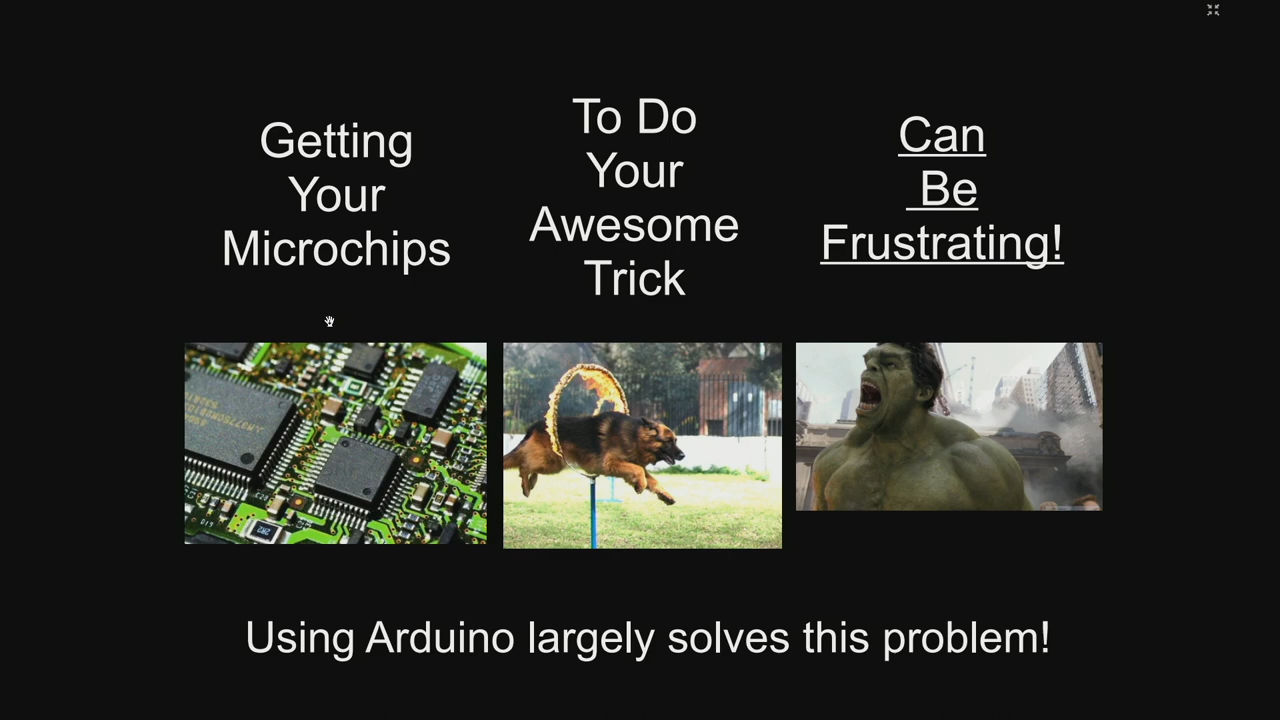 Getting
Your
Microchips
To Do
Your
Awesome
Trick
Can
Be
Frustrating!
Using Arduino largely solves this problem!